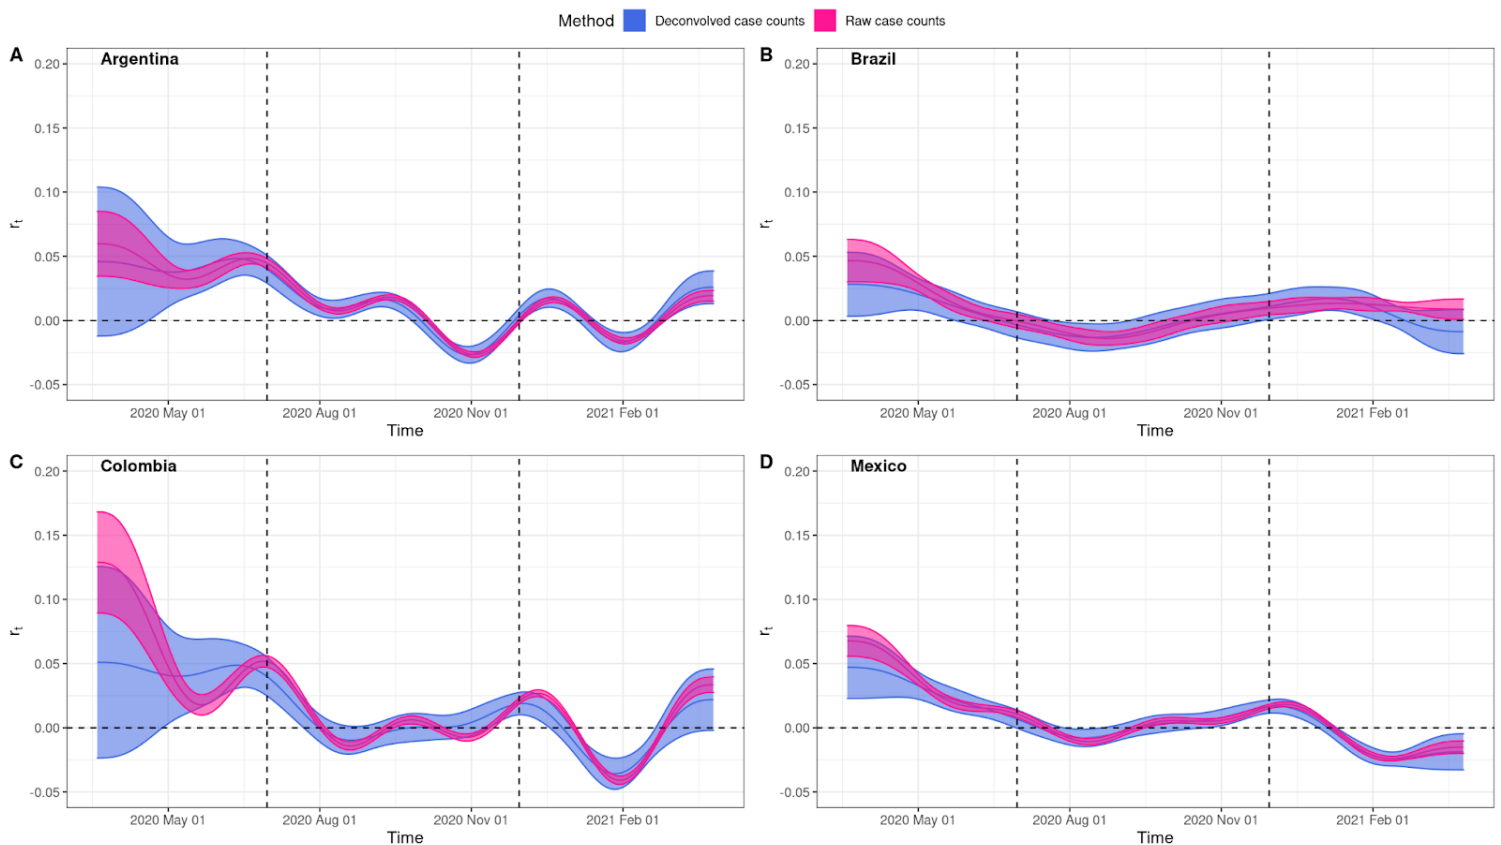 Method Deconvolved case counts Raw case counts
A Argentina
0.20
0.15
0.10
0.05
0.00
-0.05
rt
2020 May 01 2020 Aug 01 2020 Nov 01 2021 Feb 01
Time
B Brazil
0.20
0.15
0.10
0.05
0.00
-0.05
rt
2020 May 01 2020 Aug 01 2020 Nov 01 2021 Feb 01
Time
C Colombia
0.20
0.15
0.10
0.05
0.00
-0.05
rt
2020 May 01 2020 Aug 01 2020 Nov 01 2021 Feb 01
Time
D Mexico
0.20
0.15
0.10
0.05
0.00
-0.05
rt
2020 May 01 2020 Aug 01 2020 Nov 01 2021 Feb 01
Time